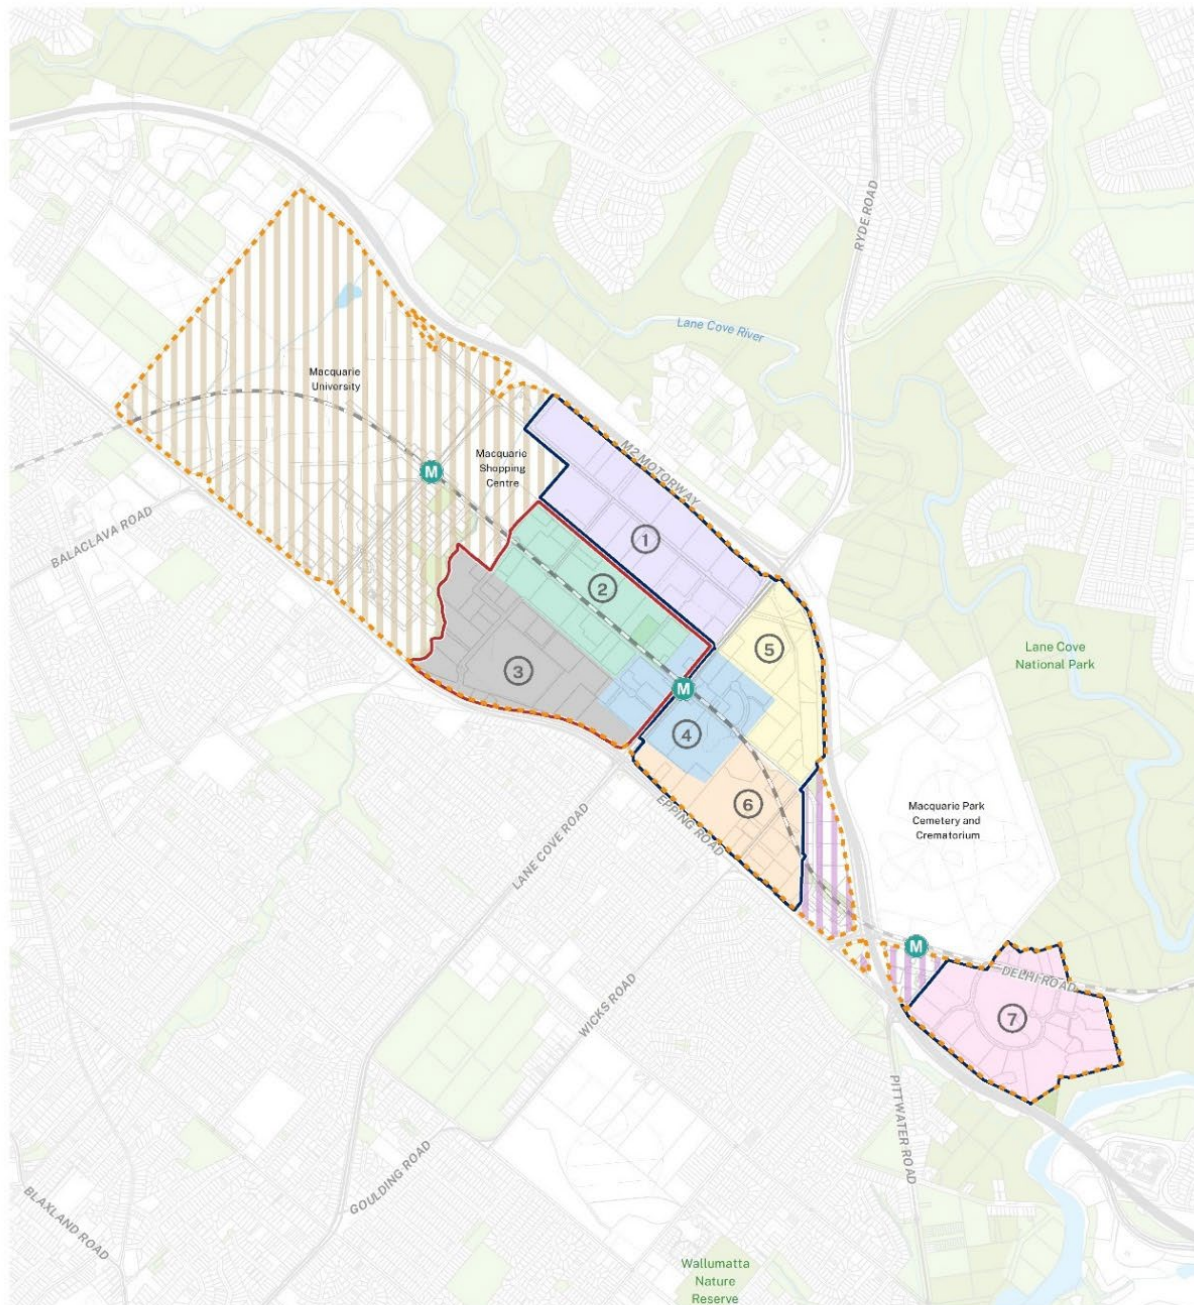 RYDE ROAD
Lane Cove River
Macquarie
University
M
Macquarie
Shopping
Centre
M2 MOTORWAY
BALACLAVA ROAD
1
2
3
5
Lane Cove
National Park
M
4
6
Macquarie Park
Cemetery and
Crematorium
EPPING ROAD
LANE COVE ROAD
M
DELHI ROAD
7
WICKS ROAD
PITTWATER ROAD
GOULDING ROAD
BLAXLAND ROAD
Wallumatta
Nature
Reserve